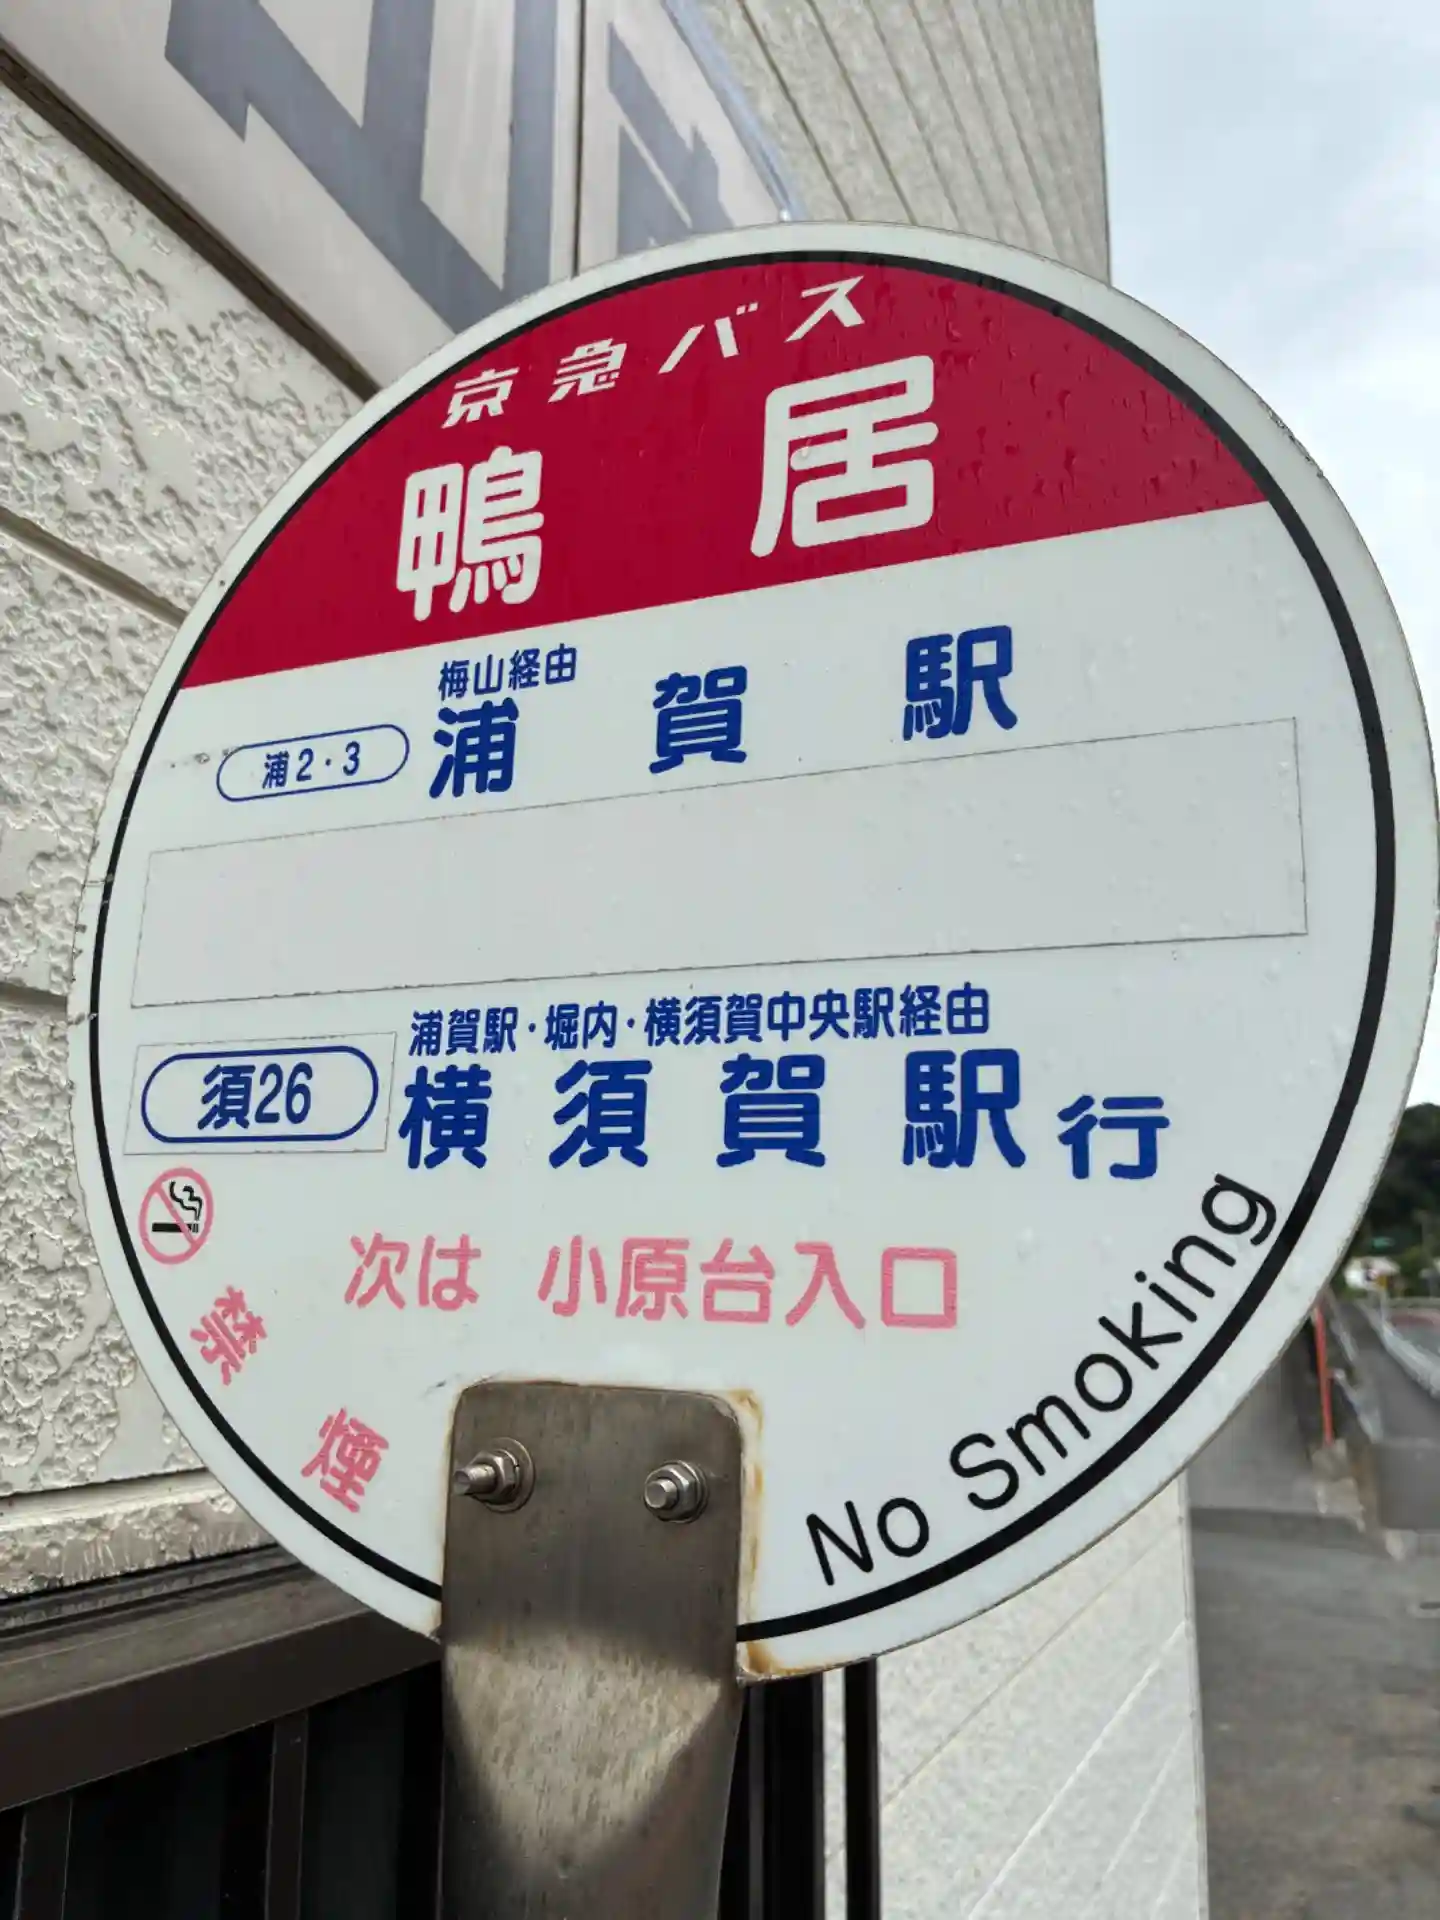 京急バス
鴨居
梅山経由
浦2・3 浦賀駅
浦賀駅・堀内・横須賀中央駅経由
須26 横須賀駅行
次は 小原台入口
禁煙
No Smoking